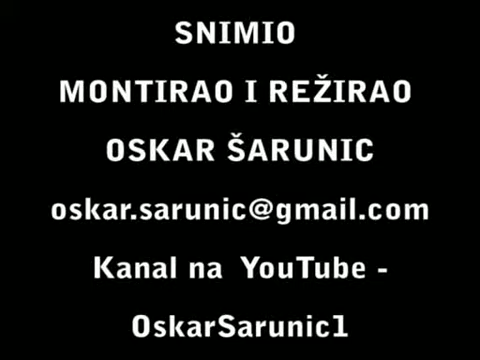 SNIMIO
MONTIRAO I REŽIRAO
OSKAR ŠARUNIC
oskar.sarunic@gmail.com
Kanal na YouTube -
OskarSarunic1